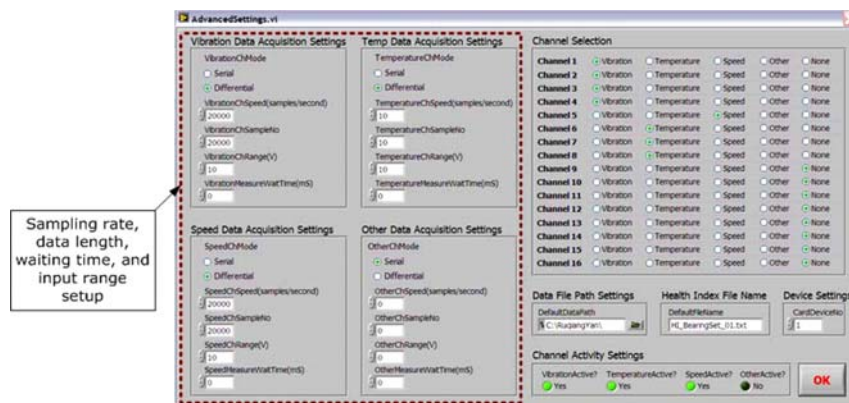 AdvancedSettings.vi
Vibration Data Acquisition Settings
VibrationChMode
Serial
Differential
VibrationChSpeed(samples/second)
20000
VibrationChSampleNo
20000
VibrationChRange(V)
10
VibrationMeasureWaitTime(mS)
0
Temp Data Acquisition Settings
TemperatureChMode
Serial
Differential
TemperatureChSpeed(samples/second)
10
TemperatureChSampleNo
10
TemperatureChRange(V)
10
TemperatureMeasureWaitTime(mS)
0
Speed Data Acquisition Settings
SpeedChMode
Serial
Differential
SpeedChSpeed(samples/second)
20000
SpeedChSampleNo
20000
SpeedChRange(V)
10
SpeedMeasureWaitTime(mS)
0
Other Data Acquisition Settings
OtherChMode
Serial
Differential
OtherChSpeed(samples/second)
0
OtherChSampleNo
0
OtherChRange(V)
0
OtherMeasureWaitTime(mS)
0
Sampling rate,
data length,
waiting time, and
input range
setup
Channel Selection
Channel 1 Vibration Temperature Speed Other None
Channel 2 Vibration Temperature Speed Other None
Channel 3 Vibration Temperature Speed Other None
Channel 4 Vibration Temperature Speed Other None
Channel 5 Vibration Temperature Speed Other None
Channel 6 Vibration Temperature Speed Other None
Channel 7 Vibration Temperature Speed Other None
Channel 8 Vibration Temperature Speed Other None
Channel 9 Vibration Temperature Speed Other None
Channel 10 Vibration Temperature Speed Other None
Channel 11 Vibration Temperature Speed Other None
Channel 12 Vibration Temperature Speed Other None
Channel 13 Vibration Temperature Speed Other None
Channel 14 Vibration Temperature Speed Other None
Channel 15 Vibration Temperature Speed Other None
Channel 16 Vibration Temperature Speed Other None
Data File Path Settings
DefaultDataPath
C:\RuqiangYan\
Health Index File Name
DefaultFileName
HI_BearingSet_01.txt
Device Settings
CardDeviceNo
1
Channel Activity Settings
VibrationActive? TemperatureActive? SpeedActive? OtherActive?
Yes Yes Yes No
OK